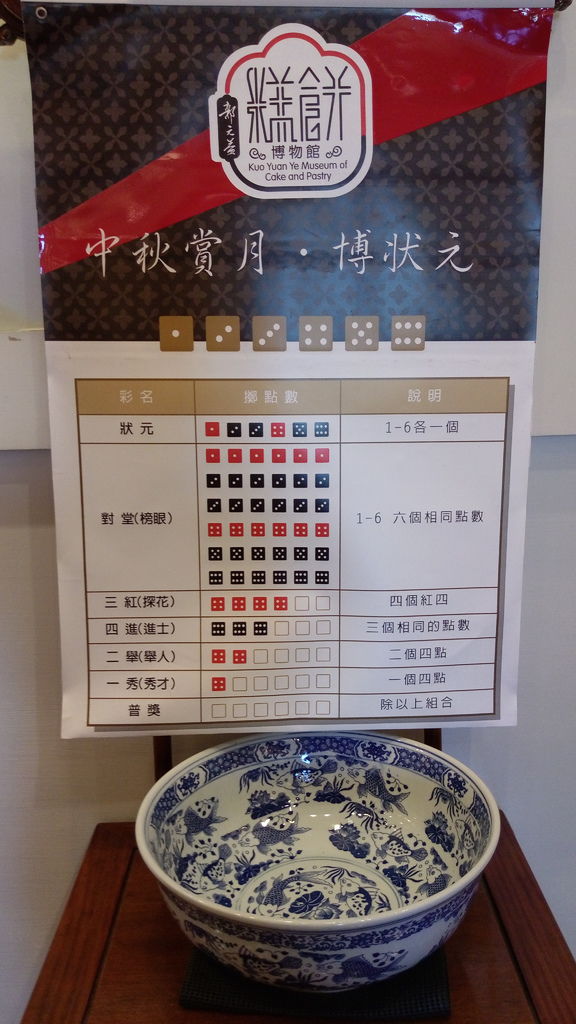 郭元益
糕餅
博物館
Kuo Yuan Ye Museum of
Cake and Pastry
中秋賞月・博狀元
彩名 擲點數 說明
狀元 1-6各一個
對堂(榜眼) 1-6 六個相同點數
三紅(探花) 四個紅四
四進(進士) 三個相同的點數
二舉(舉人) 二個四點
一秀(秀才) 一個四點
普獎 除以上組合